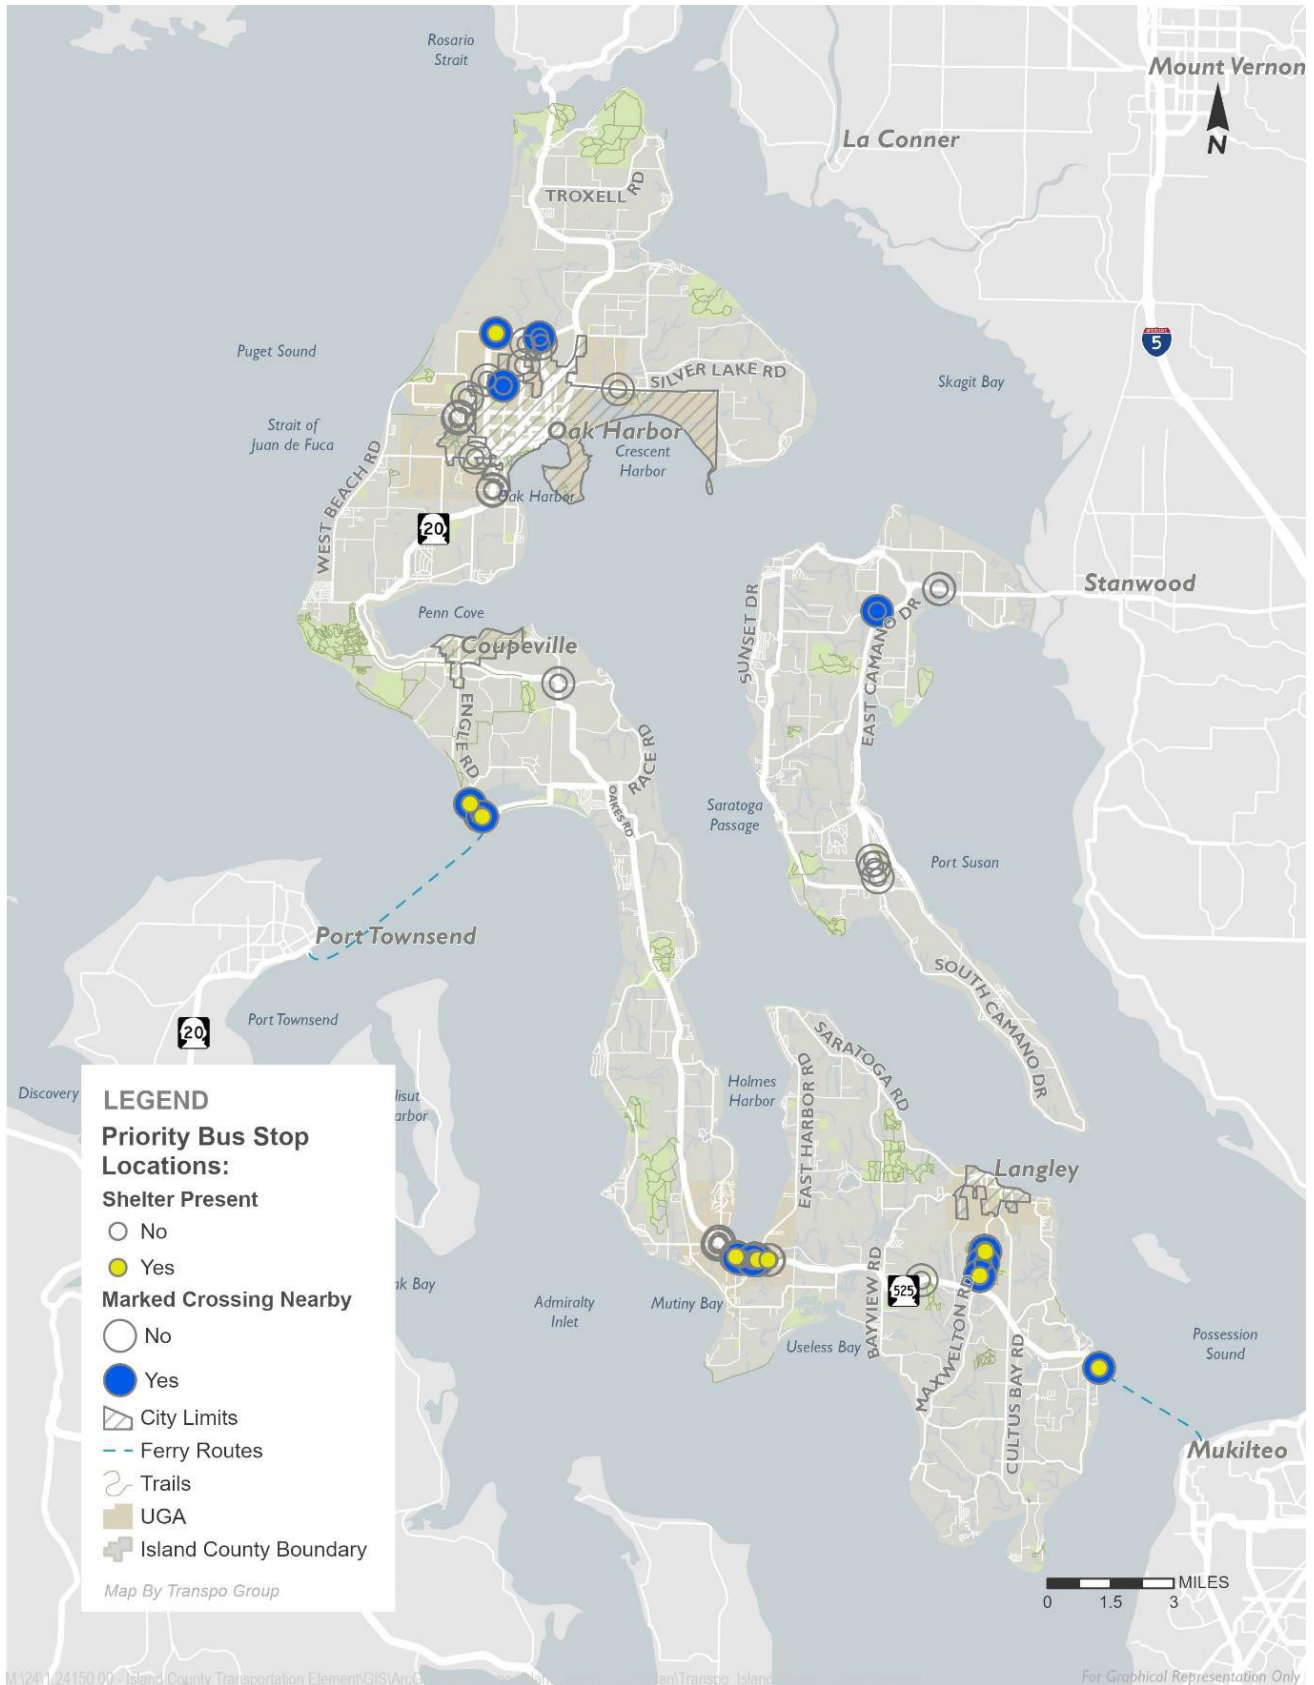 Rosario
Strait
Mount Vernon
N
La Conner
TROXELL RD
5
Puget Sound
SILVER LAKE RD
Skagit Bay
Strait of
Juan de Fuca
Oak Harbor
Crescent
Harbor
WEST BEACH RD
Oak Harbor
20
Stanwood
Penn Cove
SUNSET DR
EAST CAMANO DR
Coupeville
ENGLE RD
RACE RD
OAKES RD
Saratoga
Passage
Port Susan
Port Townsend
SOUTH CAMANO DR
Port Townsend
20
SARATOGA RD
Holmes
Harbor
EAST HARBOR RD
Discovery
lisut
arbor
Langley
ak Bay
Admiralty
Inlet
Mutiny Bay
BAYVIEW RD
525
Useless Bay
MAXWELTON RD
CULTUS BAY RD
Possession
Sound
Mukilteo
LEGEND
Priority Bus Stop
Locations:
Shelter Present
No
Yes
Marked Crossing Nearby
No
Yes
City Limits
Ferry Routes
Trails
UGA
Island County Boundary
Map By Transpo Group
MILES
0 1.5 3
For Graphical Representation Only